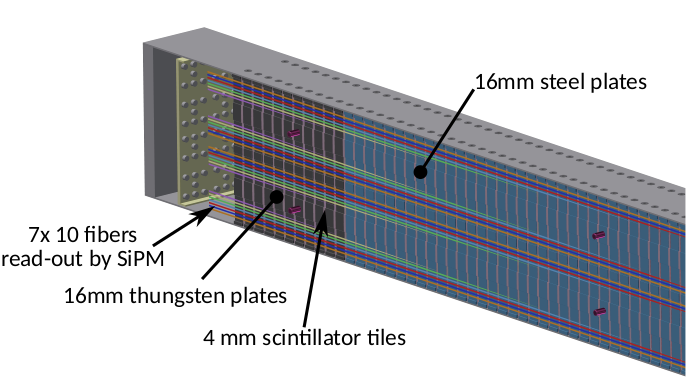 16mm steel plates
7x 10 fibers
read-out by SiPM
16mm thungsten plates
4 mm scintillator tiles